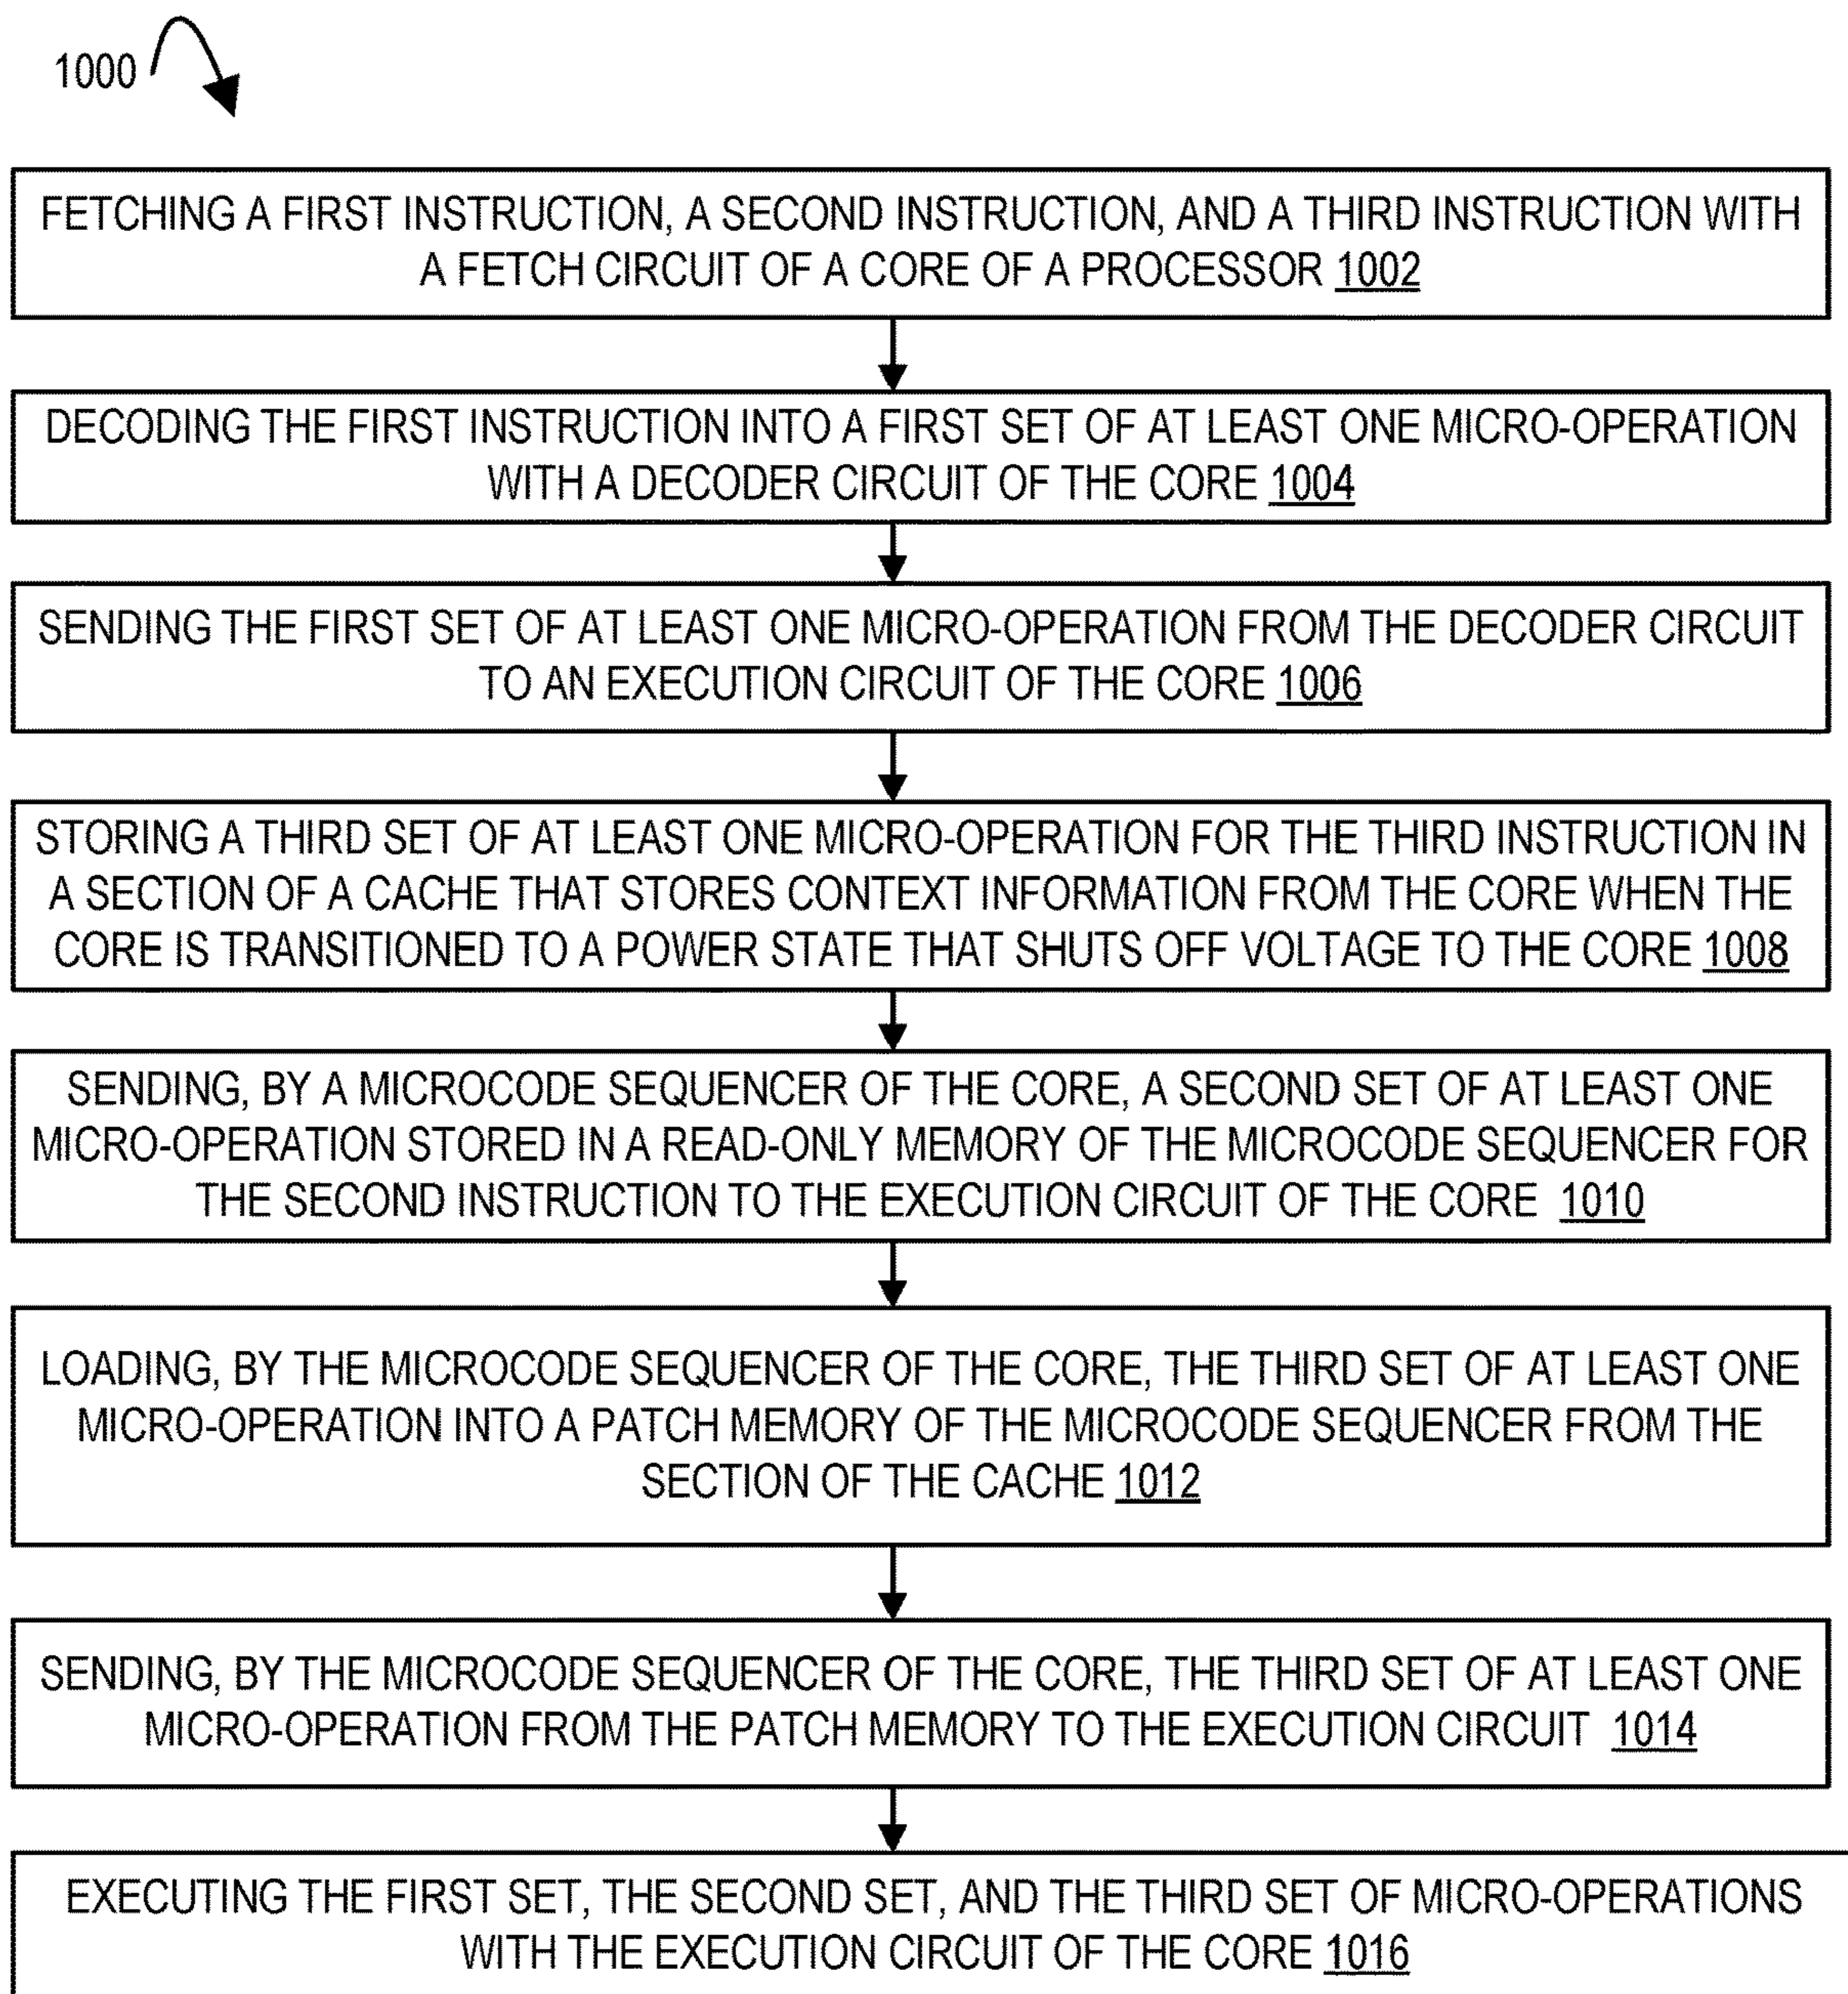 1000
FETCHING A FIRST INSTRUCTION, A SECOND INSTRUCTION, AND A THIRD INSTRUCTION WITH
A FETCH CIRCUIT OF A CORE OF A PROCESSOR 1002
DECODING THE FIRST INSTRUCTION INTO A FIRST SET OF AT LEAST ONE MICRO-OPERATION
WITH A DECODER CIRCUIT OF THE CORE 1004
SENDING THE FIRST SET OF AT LEAST ONE MICRO-OPERATION FROM THE DECODER CIRCUIT
TO AN EXECUTION CIRCUIT OF THE CORE 1006
STORING A THIRD SET OF AT LEAST ONE MICRO-OPERATION FOR THE THIRD INSTRUCTION IN
A SECTION OF A CACHE THAT STORES CONTEXT INFORMATION FROM THE CORE WHEN THE
CORE IS TRANSITIONED TO A POWER STATE THAT SHUTS OFF VOLTAGE TO THE CORE 1008
SENDING, BY A MICROCODE SEQUENCER OF THE CORE, A SECOND SET OF AT LEAST ONE
MICRO-OPERATION STORED IN A READ-ONLY MEMORY OF THE MICROCODE SEQUENCER FOR
THE SECOND INSTRUCTION TO THE EXECUTION CIRCUIT OF THE CORE 1010
LOADING, BY THE MICROCODE SEQUENCER OF THE CORE, THE THIRD SET OF AT LEAST ONE
MICRO-OPERATION INTO A PATCH MEMORY OF THE MICROCODE SEQUENCER FROM THE
SECTION OF THE CACHE 1012
SENDING, BY THE MICROCODE SEQUENCER OF THE CORE, THE THIRD SET OF AT LEAST ONE
MICRO-OPERATION FROM THE PATCH MEMORY TO THE EXECUTION CIRCUIT 1014
EXECUTING THE FIRST SET, THE SECOND SET, AND THE THIRD SET OF MICRO-OPERATIONS
WITH THE EXECUTION CIRCUIT OF THE CORE 1016